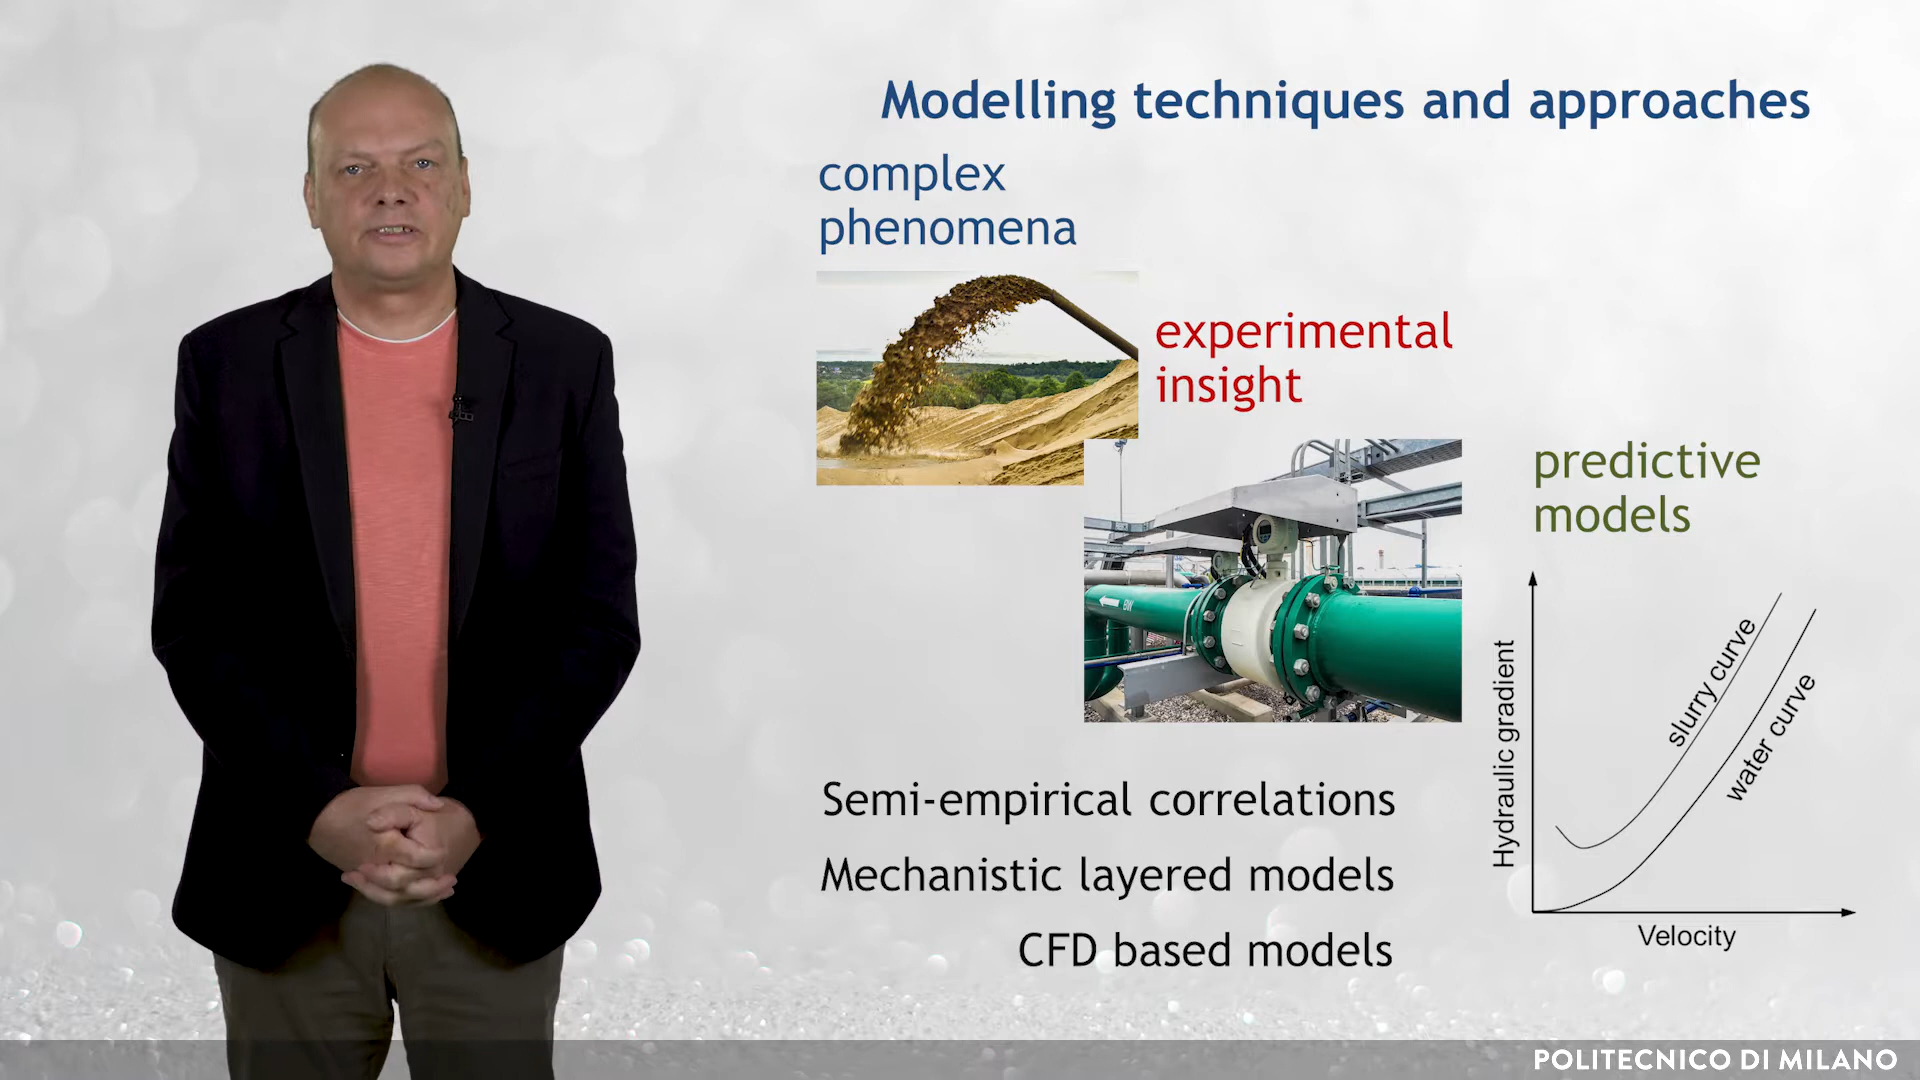 Modelling techniques and approaches
complex
phenomena
experimental
insight
predictive
models
BW
Hydraulic gradient
slurry curve
water curve
Velocity
Semi-empirical correlations
Mechanistic layered models
CFD based models
POLITECNICO DI MILANO